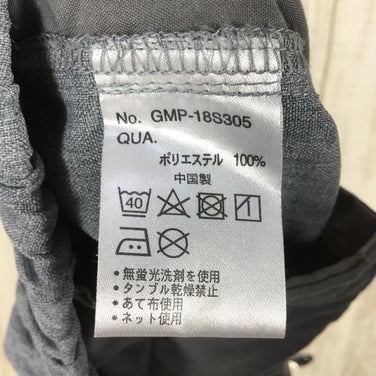 No. GMP-18S305
QUA.
ポリエステル 100%
中国製
40
・無蛍光洗剤を使用
・タンブル乾燥禁止
・あて布使用
・ネット使用